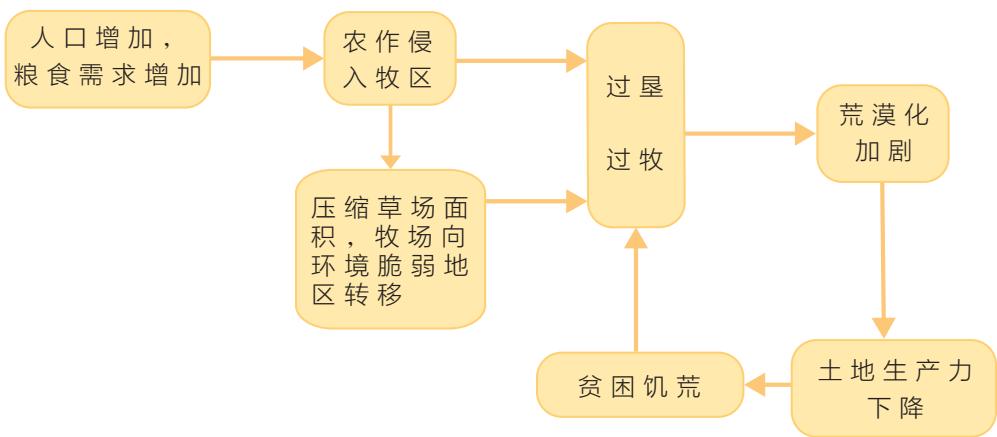 人口增加，
粮食需求增加
农作侵
入牧区
过垦
过牧
荒漠化
加剧
压缩草场面
积，牧场向
环境脆弱地
区转移
贫困饥荒
土地生产力
下降